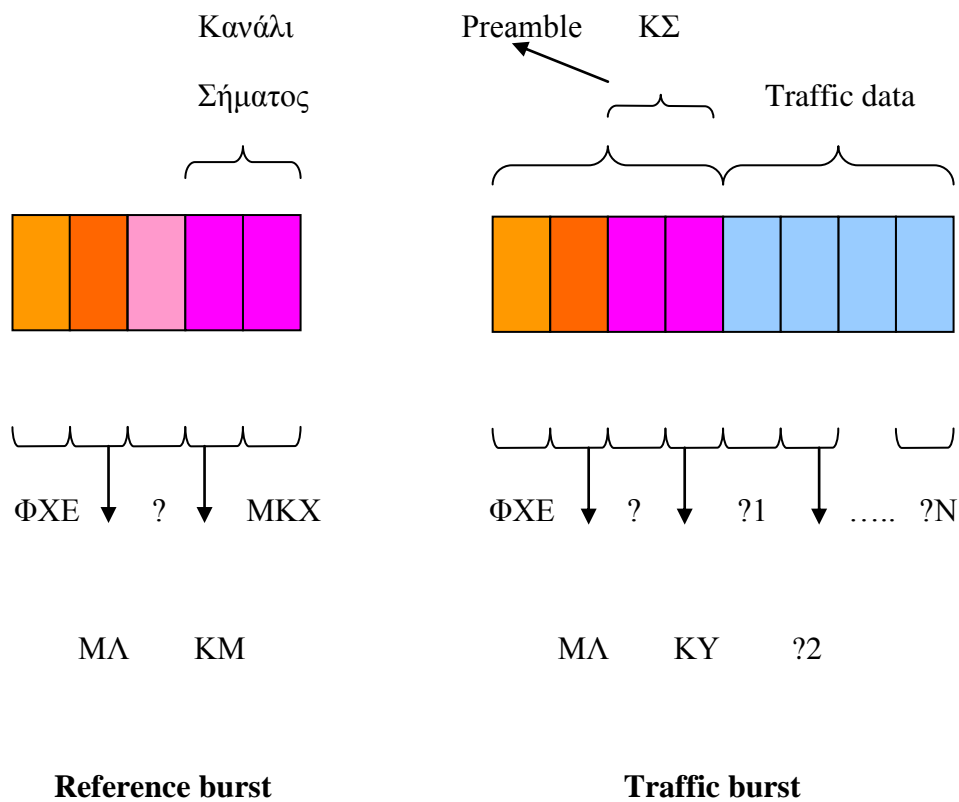 Κανάλι Preamble ΚΣ
Σήματος Traffic data
ΦΧΕ ? ΜΚΧ ΦΧΕ ? ?1 ….. ?Ν
ΜΛ ΚΜ ΜΛ ΚΥ ?2
Reference burst Traffic burst